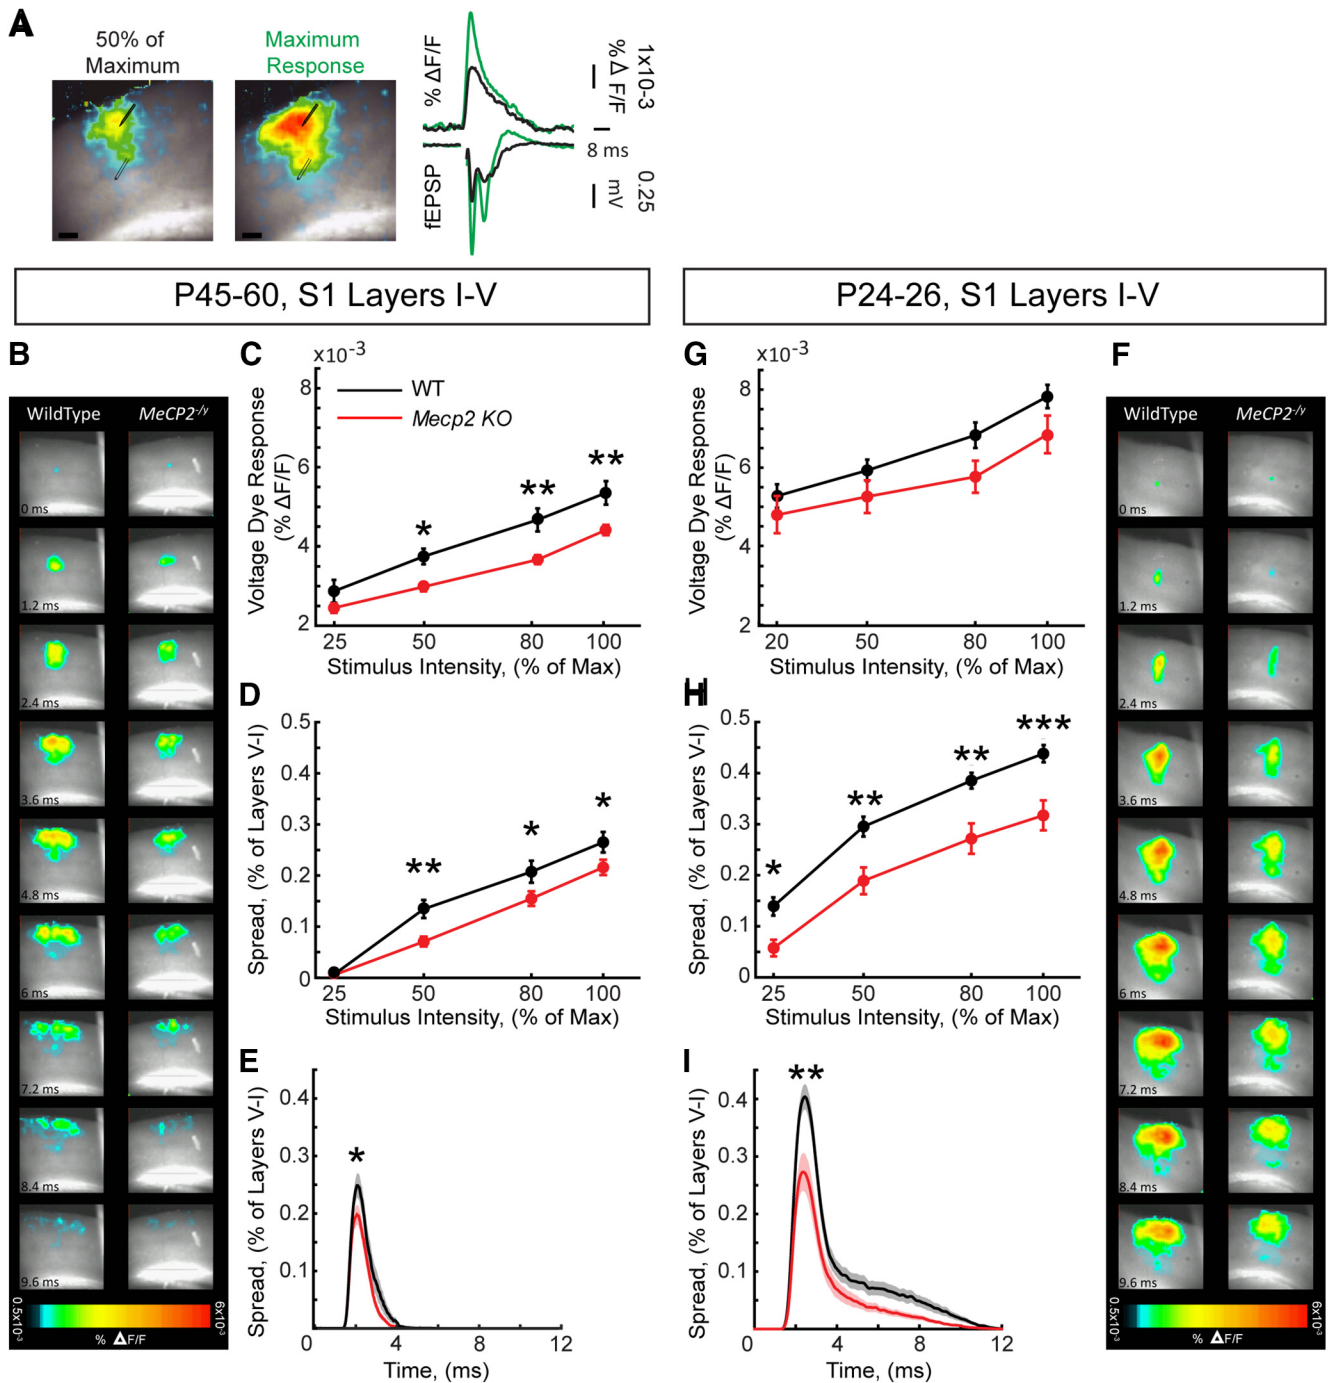 A
50% of
Maximum
Maximum
Response
% ΔF/F
fEPSP
1x10-3
% Δ F/F
8 ms
0.25
mV
P45-60, S1 Layers I-V
P24-26, S1 Layers I-V
B
WildType
MeCP2-/y
0 ms
1.2 ms
2.4 ms
3.6 ms
4.8 ms
6 ms
7.2 ms
8.4 ms
9.6 ms
0.5x10-3
6x10-3
% ΔF/F
C
x10-3
WT
Mecp2 KO
Voltage Dye Response
(% ΔF/F)
8
6
4
2
*
**
**
25 50 80 100
Stimulus Intensity, (% of Max)
D
Spread, (% of Layers V-I)
0.5
0.4
0.3
0.2
0.1
0
**
*
*
25 50 80 100
Stimulus Intensity, (% of Max)
E
Spread, (% of Layers V-I)
0.4
0.3
0.2
0.1
*
0 4 8 12
Time, (ms)
G
x10-3
Voltage Dye Response
(% ΔF/F)
8
6
4
2
20 50 80 100
Stimulus Intensity, (% of Max)
H
Spread, (% of Layers V-I)
0.5
0.4
0.3
0.2
0.1
0
*
**
**
***
25 50 80 100
Stimulus Intensity, (% of Max)
I
Spread, (% of Layers V-I)
0.4
0.3
0.2
0.1
**
0 4 8 12
Time, (ms)
F
WildType
MeCP2-/y
0 ms
1.2 ms
2.4 ms
3.6 ms
4.8 ms
6 ms
7.2 ms
8.4 ms
9.6 ms
0.5x10-3
6x10-3
% ΔF/F